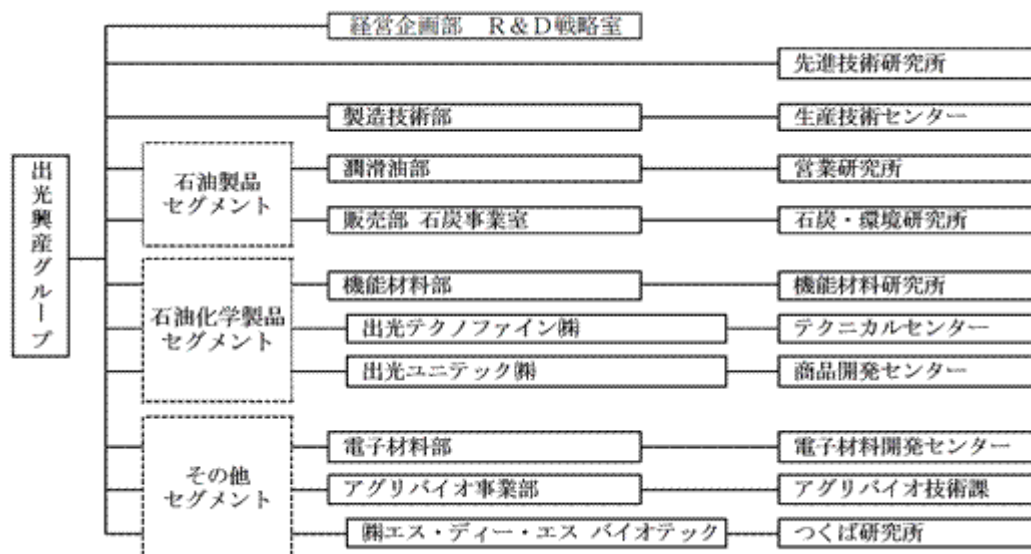 出光興産グループ
経営企画部 R&D戦略室
先進技術研究所
製造技術部
生産技術センター
石油製品
セグメント
潤滑油部
営業研究所
販売部 石炭事業室
石炭・環境研究所
石油化学製品
セグメント
機能材料部
機能材料研究所
出光テクノファイン㈱
テクニカルセンター
出光ユニテック㈱
商品開発センター
その他
セグメント
電子材料部
電子材料開発センター
アグリバイオ事業部
アグリバイオ技術課
㈱エス・ディー・エス バイオテック
つくば研究所